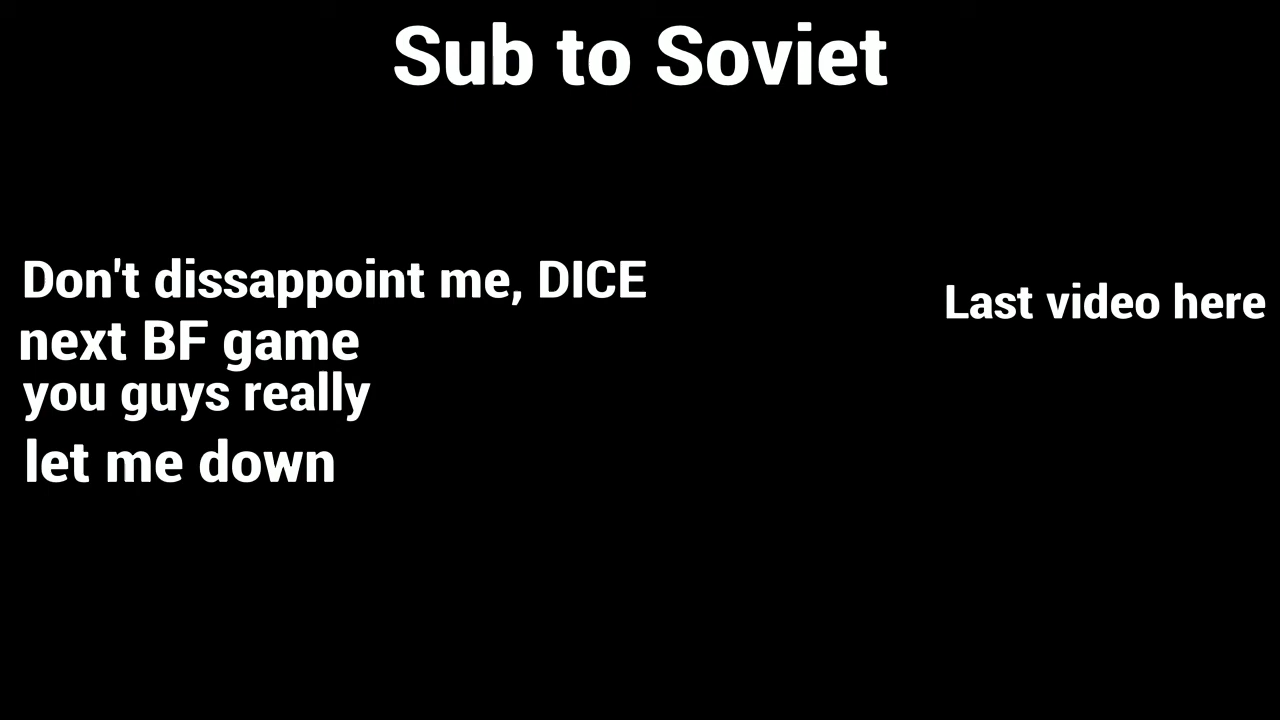 Sub to Soviet
Don't dissappoint me, DICE
next BF game
you guys really
let me down
Last video here